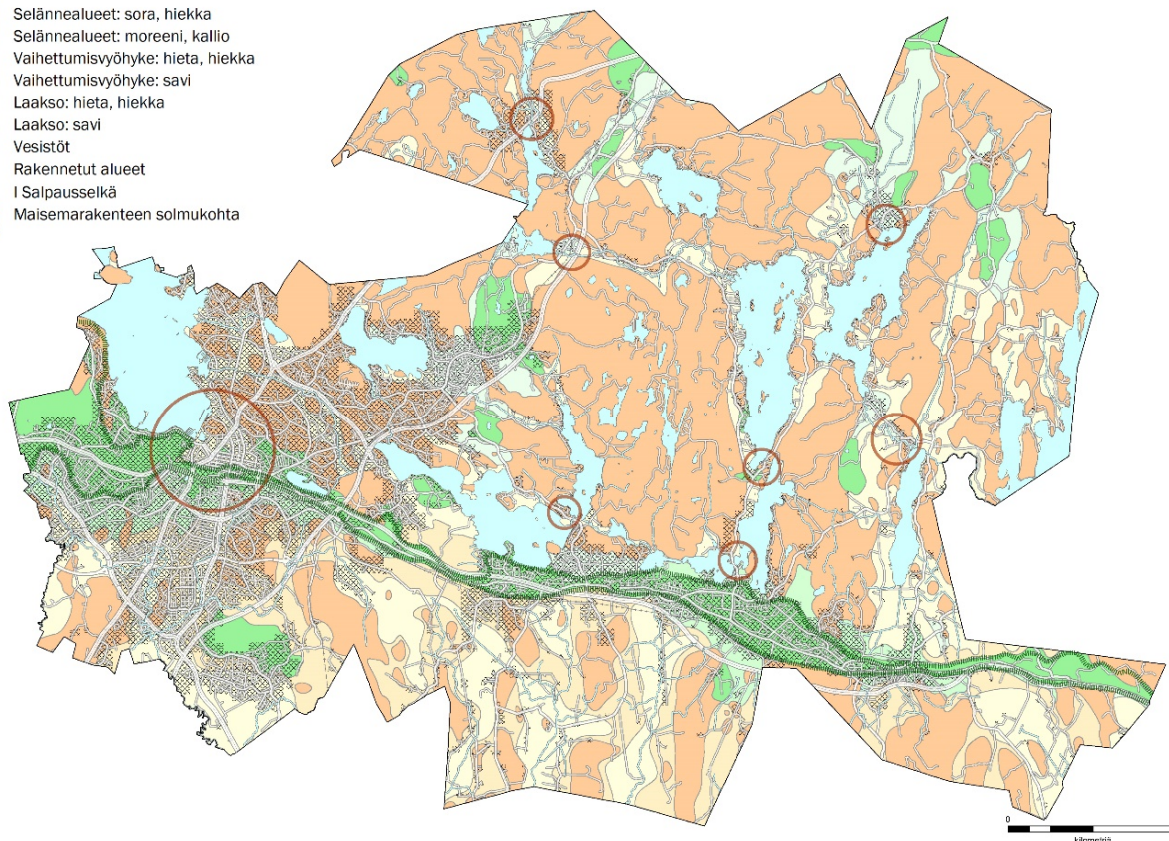 Selännealueet: sora, hiekka
Selännealueet: moreeni, kallio
Vaihettumisvyöhyke: hieta, hiekka
Vaihettumisvyöhyke: savi
Laakso: hieta, hiekka
Laakso: savi
Vesistöt
Rakennetut alueet
I Salpausselkä
Maisemarakenteen solmukohta
0
kilometriä